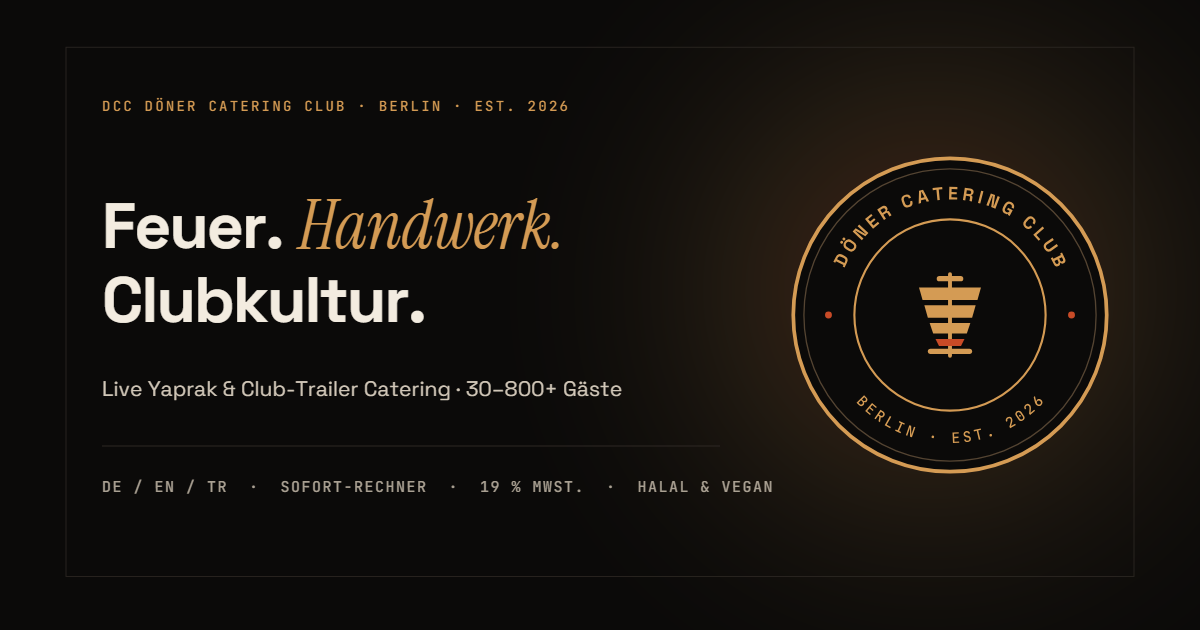 DCC DÖNER CATERING CLUB · BERLIN · EST. 2026
Feuer. Handwerk.
Clubkultur.
Live Yaprak & Club-Trailer Catering · 30–800+ Gäste
DE / EN / TR · SOFORT-RECHNER · 19 % MWST. · HALAL & VEGAN
DÖNER CATERING CLUB
BERLIN · EST. 2026